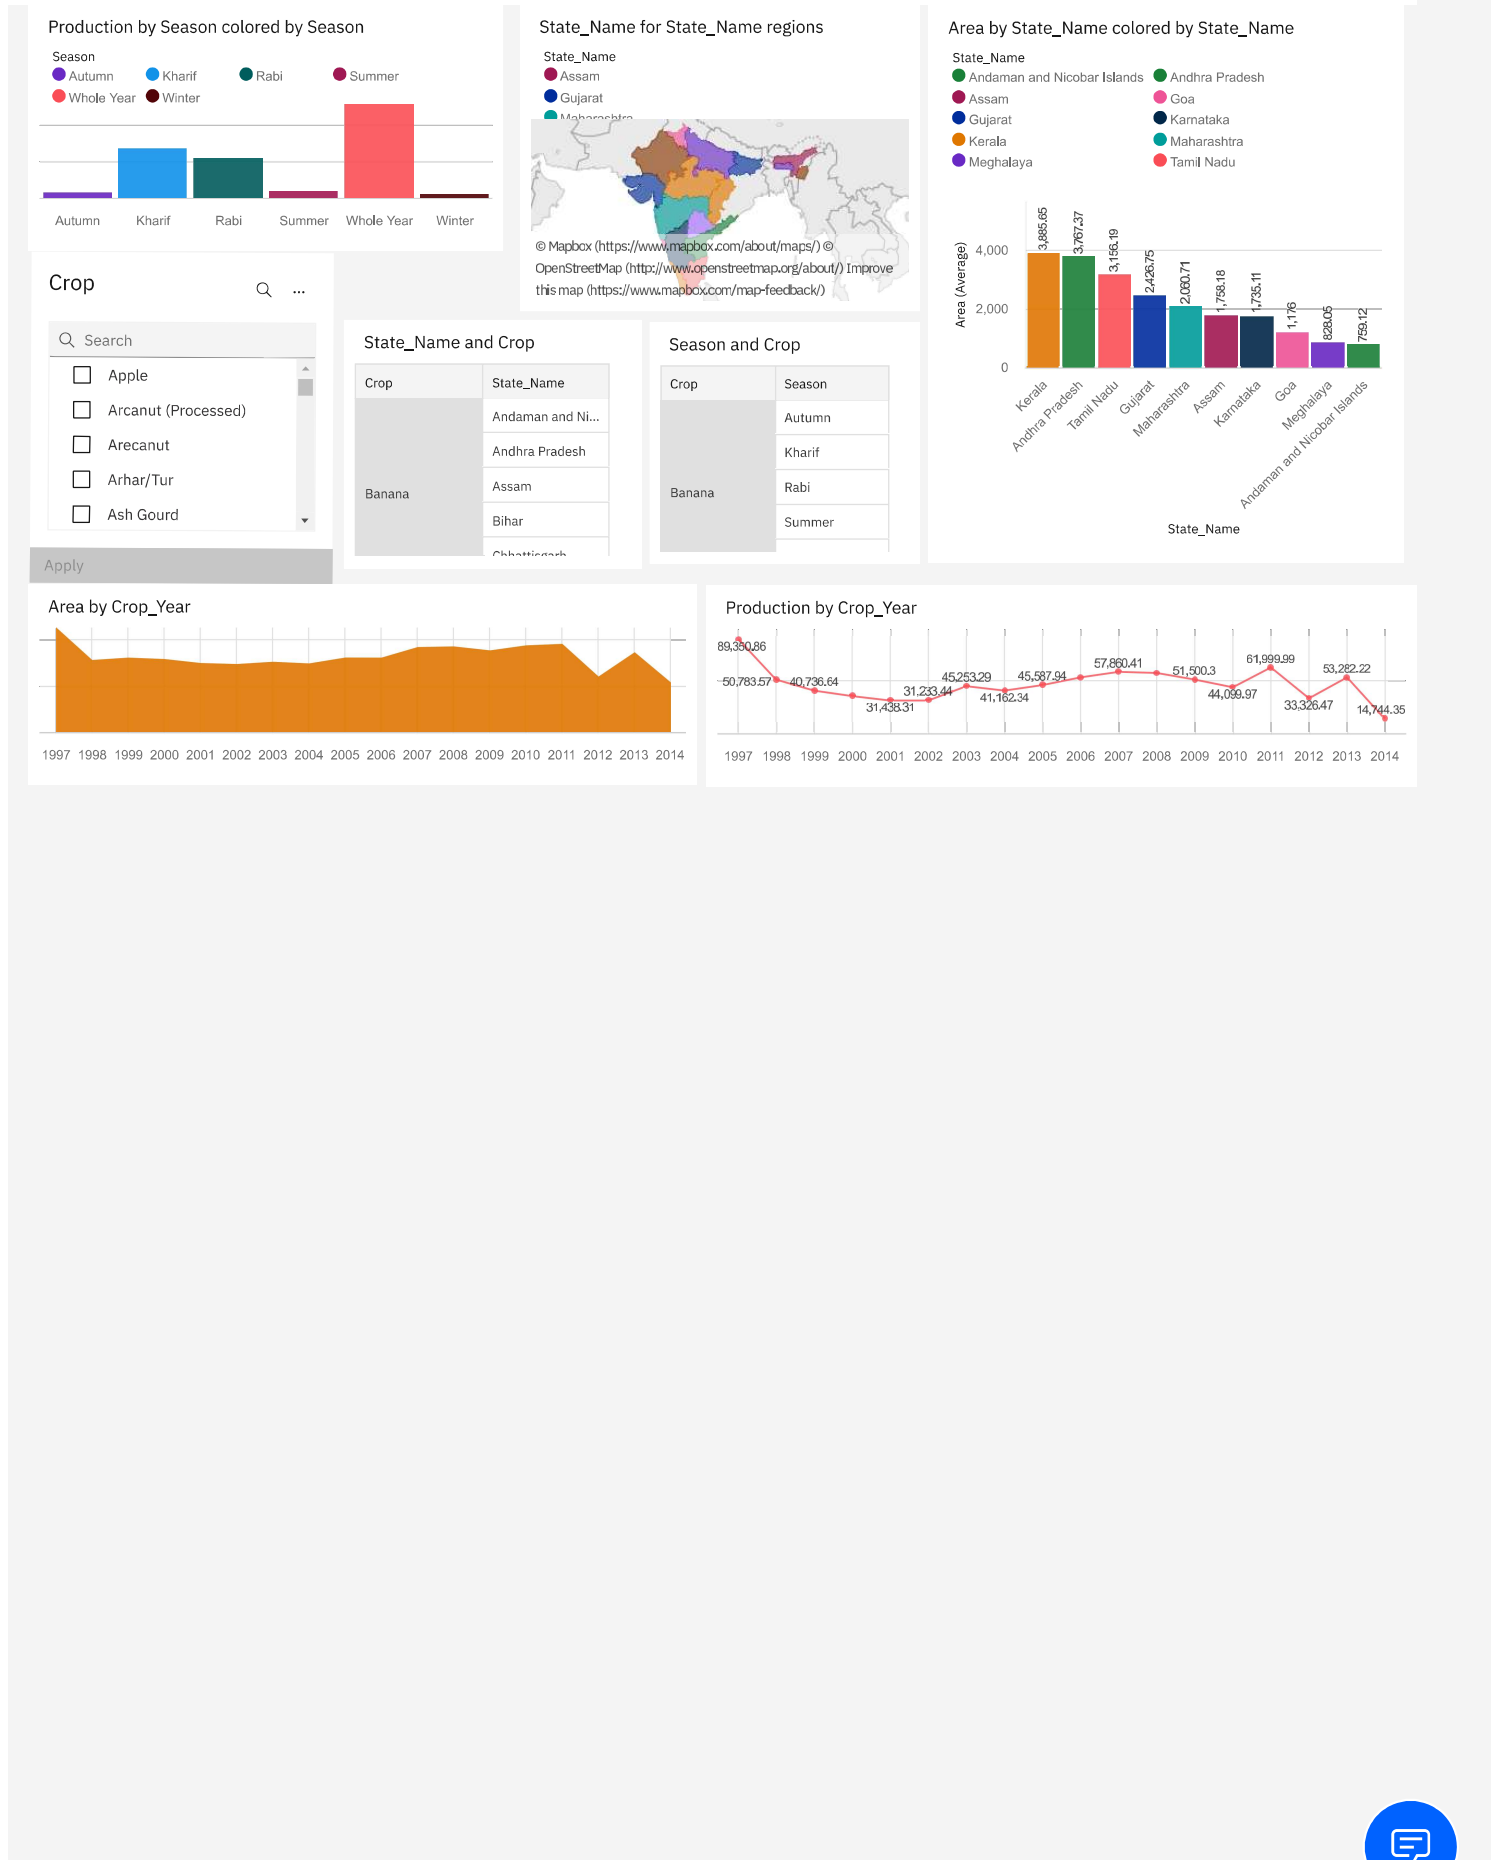 Production by Season colored by Season
Season
Autumn Kharif Rabi Summer
Whole Year Winter
Autumn Kharif Rabi Summer Whole Year Winter
State_Name for State_Name regions
State_Name
Assam
Gujarat
Maharashtra
© Mapbox (https://www.mapbox.com/about/maps/) ©
OpenStreetMap (http://www.openstreetmap.org/about/) Improve
this map (https://www.mapbox.com/map-feedback/)
Area by State_Name colored by State_Name
State_Name
Andaman and Nicobar Islands Andhra Pradesh
Assam Goa
Gujarat Karnataka
Kerala Maharashtra
Meghalaya Tamil Nadu
Area (Average)
4,000
2,000
0
3,885.65 3,767.37 3,156.19 2,426.75 2,060.71 1,758.18 1,735.11 1,176 828.05 759.12
Kerala Andhra Pradesh Tamil Nadu Gujarat Maharashtra Assam Karnataka Goa Meghalaya Andaman and Nicobar Islands
State_Name
Crop
...
Search
Apple
Arcanut (Processed)
Arecanut
Arhar/Tur
Ash Gourd
Apply
State_Name and Crop
Crop State_Name
Banana
Andaman and Ni...
Andhra Pradesh
Assam
Bihar
Chhattisgarh
Season and Crop
Crop Season
Banana
Autumn
Kharif
Rabi
Summer
Area by Crop_Year
1997 1998 1999 2000 2001 2002 2003 2004 2005 2006 2007 2008 2009 2010 2011 2012 2013 2014
Production by Crop_Year
89,350.86 50,783.57 40,736.64 31,438.31 31,233.44 45,253.29 41,162.34 45,587.94 57,860.41 51,500.3 44,099.97 61,999.99 33,326.47 53,282.22 14,744.35
1997 1998 1999 2000 2001 2002 2003 2004 2005 2006 2007 2008 2009 2010 2011 2012 2013 2014